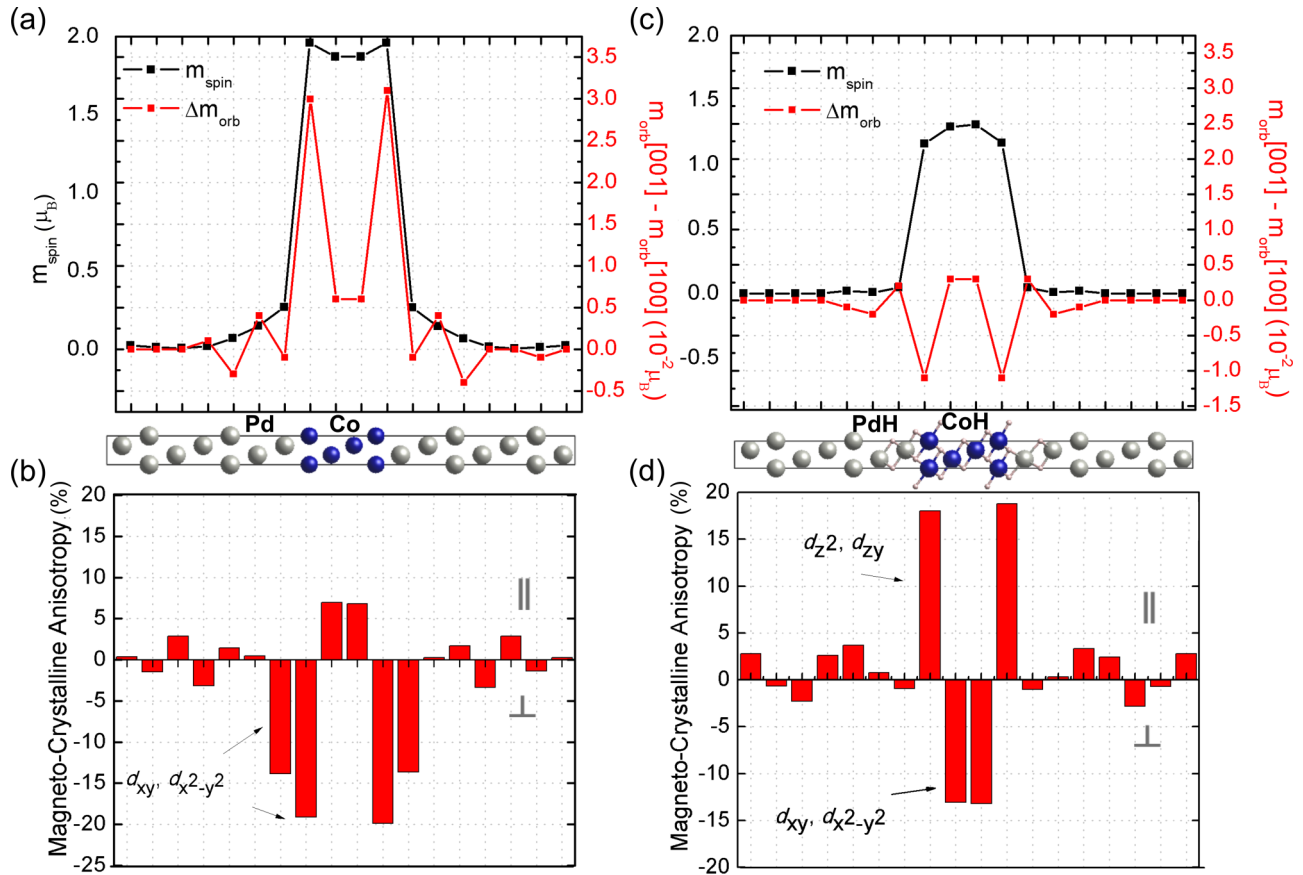 (a)
2.0
1.5
1.0
0.5
0.0
m_spin (μ_B)
m_spin
Δm_orb
3.5
3.0
2.5
2.0
1.5
1.0
0.5
0.0
-0.5
m_orb[001] - m_orb[100] (10^-2 μ_B)
Pd
Co
(c)
2.0
1.5
1.0
0.5
0.0
-0.5
m_spin
Δm_orb
3.5
3.0
2.5
2.0
1.5
1.0
0.5
0.0
-0.5
-1.0
-1.5
m_orb[001] - m_orb[100] (10^-2 μ_B)
PdH
CoH
(b)
20
15
10
5
0
-5
-10
-15
-20
-25
Magneto-Crystalline Anisotropy (%)
||
⊥
d_xy, d_x²-y²
(d)
20
15
10
5
0
-5
-10
-15
-20
Magneto-Crystalline Anisotropy (%)
d_z², d_zy
||
⊥
d_xy, d_x²-y²